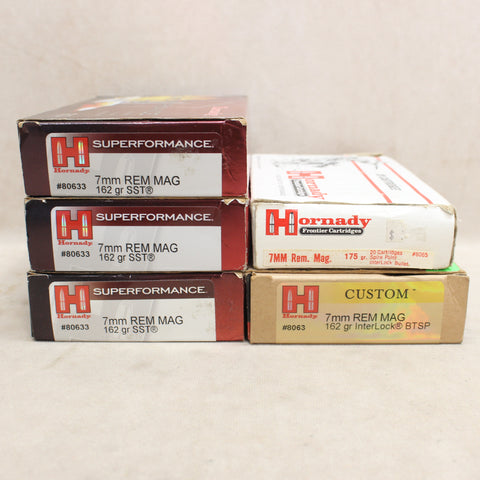 SUPERFORMANCE.
H
Hornady
#80633
7mm REM MAG
162 gr SST®
SUPERFORMANCE.
H
Hornady
#80633
7mm REM MAG
162 gr SST®
SUPERFORMANCE.
H
Hornady
#80633
7mm REM MAG
162 gr SST®
Hornady
Hornady
Frontier Cartridges
7MM Rem. Mag.
175 gr.
20 Cartridges
Spire Point
InterLock Bullet
#8065
H
Hornady
#8063
CUSTOM™
7mm REM MAG
162 gr InterLock® BTSP